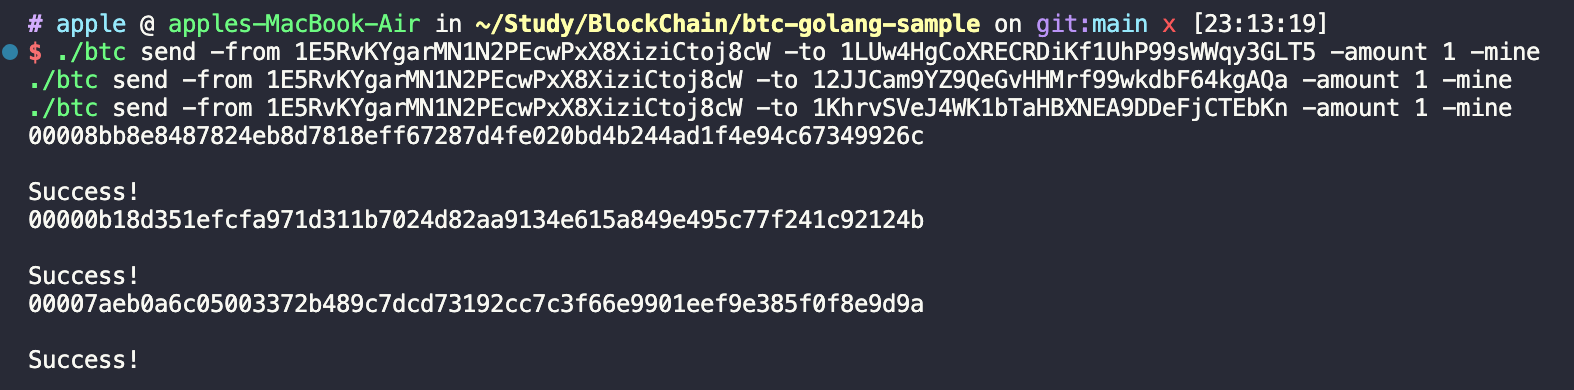 # apple @ apples-MacBook-Air in ~/Study/BlockChain/btc-golang-sample on git:main x [23:13:19]
$ ./btc send -from 1E5RvKYgarMN1N2PEcwPxX8XiziCtoj8cW -to 1LUw4HgCoXRECRDiKf1UhP99sWWqy3GLT5 -amount 1 -mine
./btc send -from 1E5RvKYgarMN1N2PEcwPxX8XiziCtoj8cW -to 12JJCam9YZ9QeGvHHMrf99wkdbF64kgAQa -amount 1 -mine
./btc send -from 1E5RvKYgarMN1N2PEcwPxX8XiziCtoj8cW -to 1KhrvSVeJ4WK1bTaHBXNEA9DDeFjCTEbKn -amount 1 -mine
00008bb8e8487824eb8d7818eff67287d4fe020bd4b244ad1f4e94c67349926c
Success!
00000b18d351efcfa971d311b7024d82aa9134e615a849e495c77f241c92124b
Success!
00007aeb0a6c05003372b489c7dcd73192cc7c3f66e9901eef9e385f0f8e9d9a
Success!